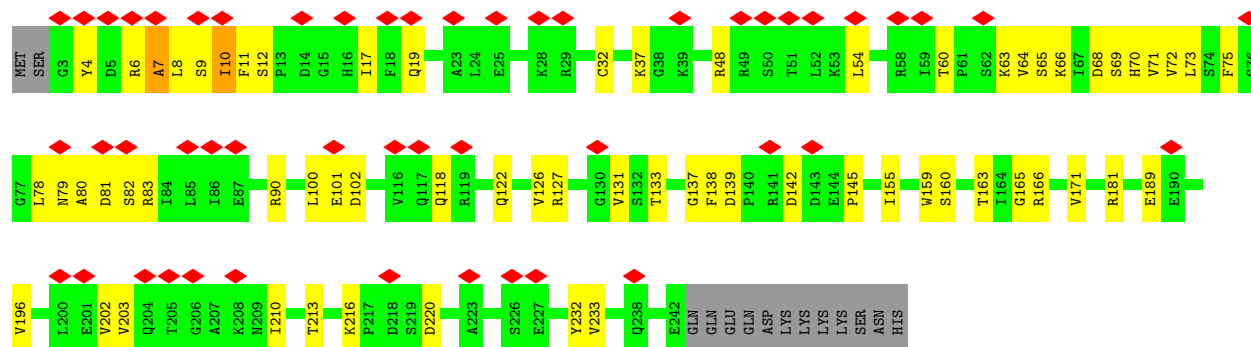 MET SER G3 Y4 D5 R6 A7 L8 S9 I10 F11 S12 P13 D14 G15 H16 I17 F18 Q19 A23 L24 E25 K28 R29 C32 K37 G38 K39 R48 R49 S50 T51 L52 K53 L54 R58 I59 T60 P61 S62 K63 V64 S65 K66 I67 D68 S69 H70 V71 V72 L73 S74 F75 S76
G77 L78 N79 A80 D81 S82 R83 I84 L85 I86 E87 R90 L100 E101 D102 V116 Q117 Q118 R119 Q122 V126 R127 G130 V131 S132 T133 G137 F138 D139 P140 R141 D142 D143 E144 P145 I155 W159 S160 T163 I164 G165 R166 V171 R181 E189 E190
V196 L200 E201 V202 V203 Q204 T205 G206 A207 K208 N209 I210 T213 K216 P217 D218 S219 D220 A223 S226 E227 V232 V233 Q238 E242 GLN GLN GLU GLN ASP LYS LYS LYS LYS SER ASN HIS